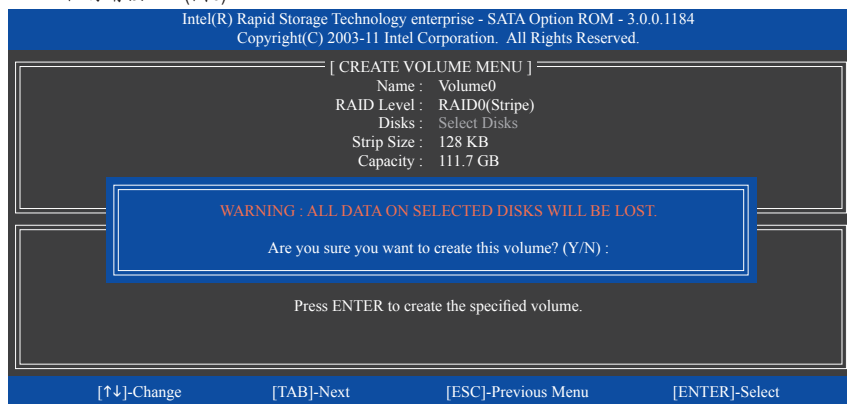 Intel(R) Rapid Storage Technology enterprise - SATA Option ROM - 3.0.0.1184
Copyright(C) 2003-11 Intel Corporation. All Rights Reserved.
[ CREATE VOLUME MENU ]
Name : Volume0
RAID Level : RAID0(Stripe)
Disks : Select Disks
Strip Size : 128 KB
Capacity : 111.7 GB
WARNING : ALL DATA ON SELECTED DISKS WILL BE LOST.
Are you sure you want to create this volume? (Y/N) :
Press ENTER to create the specified volume.
[↑↓]-Change [TAB]-Next [ESC]-Previous Menu [ENTER]-Select